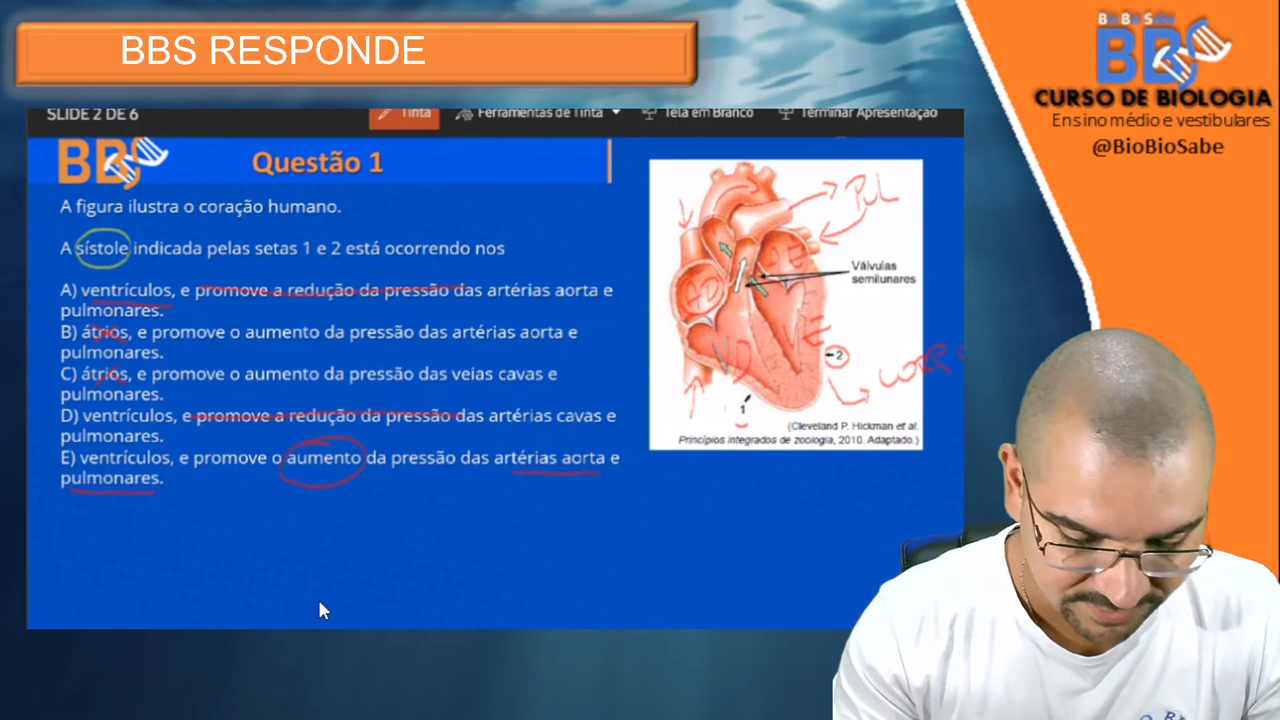 BBS RESPONDE
Bio Bio Sabe
BBS
CURSO DE BIOLOGIA
Ensino médio e vestibulares
@BioBioSabe
SLIDE 2 DE 6
Tinta
Ferramentas de Tinta
Tela em Branco
Terminar Apresentação
BBS
Questão 1
A figura ilustra o coração humano.
A sístole indicada pelas setas 1 e 2 está ocorrendo nos
A) ventrículos, e promove a redução da pressão das artérias aorta e
pulmonares.
B) átrios, e promove o aumento da pressão das artérias aorta e
pulmonares.
C) átrios, e promove o aumento da pressão das veias cavas e
pulmonares.
D) ventrículos, e promove a redução da pressão das artérias cavas e
pulmonares.
E) ventrículos, e promove o aumento da pressão das artérias aorta e
pulmonares.
PUL
AE
Válvulas
semilunares
AD
VE
VD
2
1
(Cleveland P. Hickman et al.
Princípios integrados de zoologia, 2010. Adaptado.)